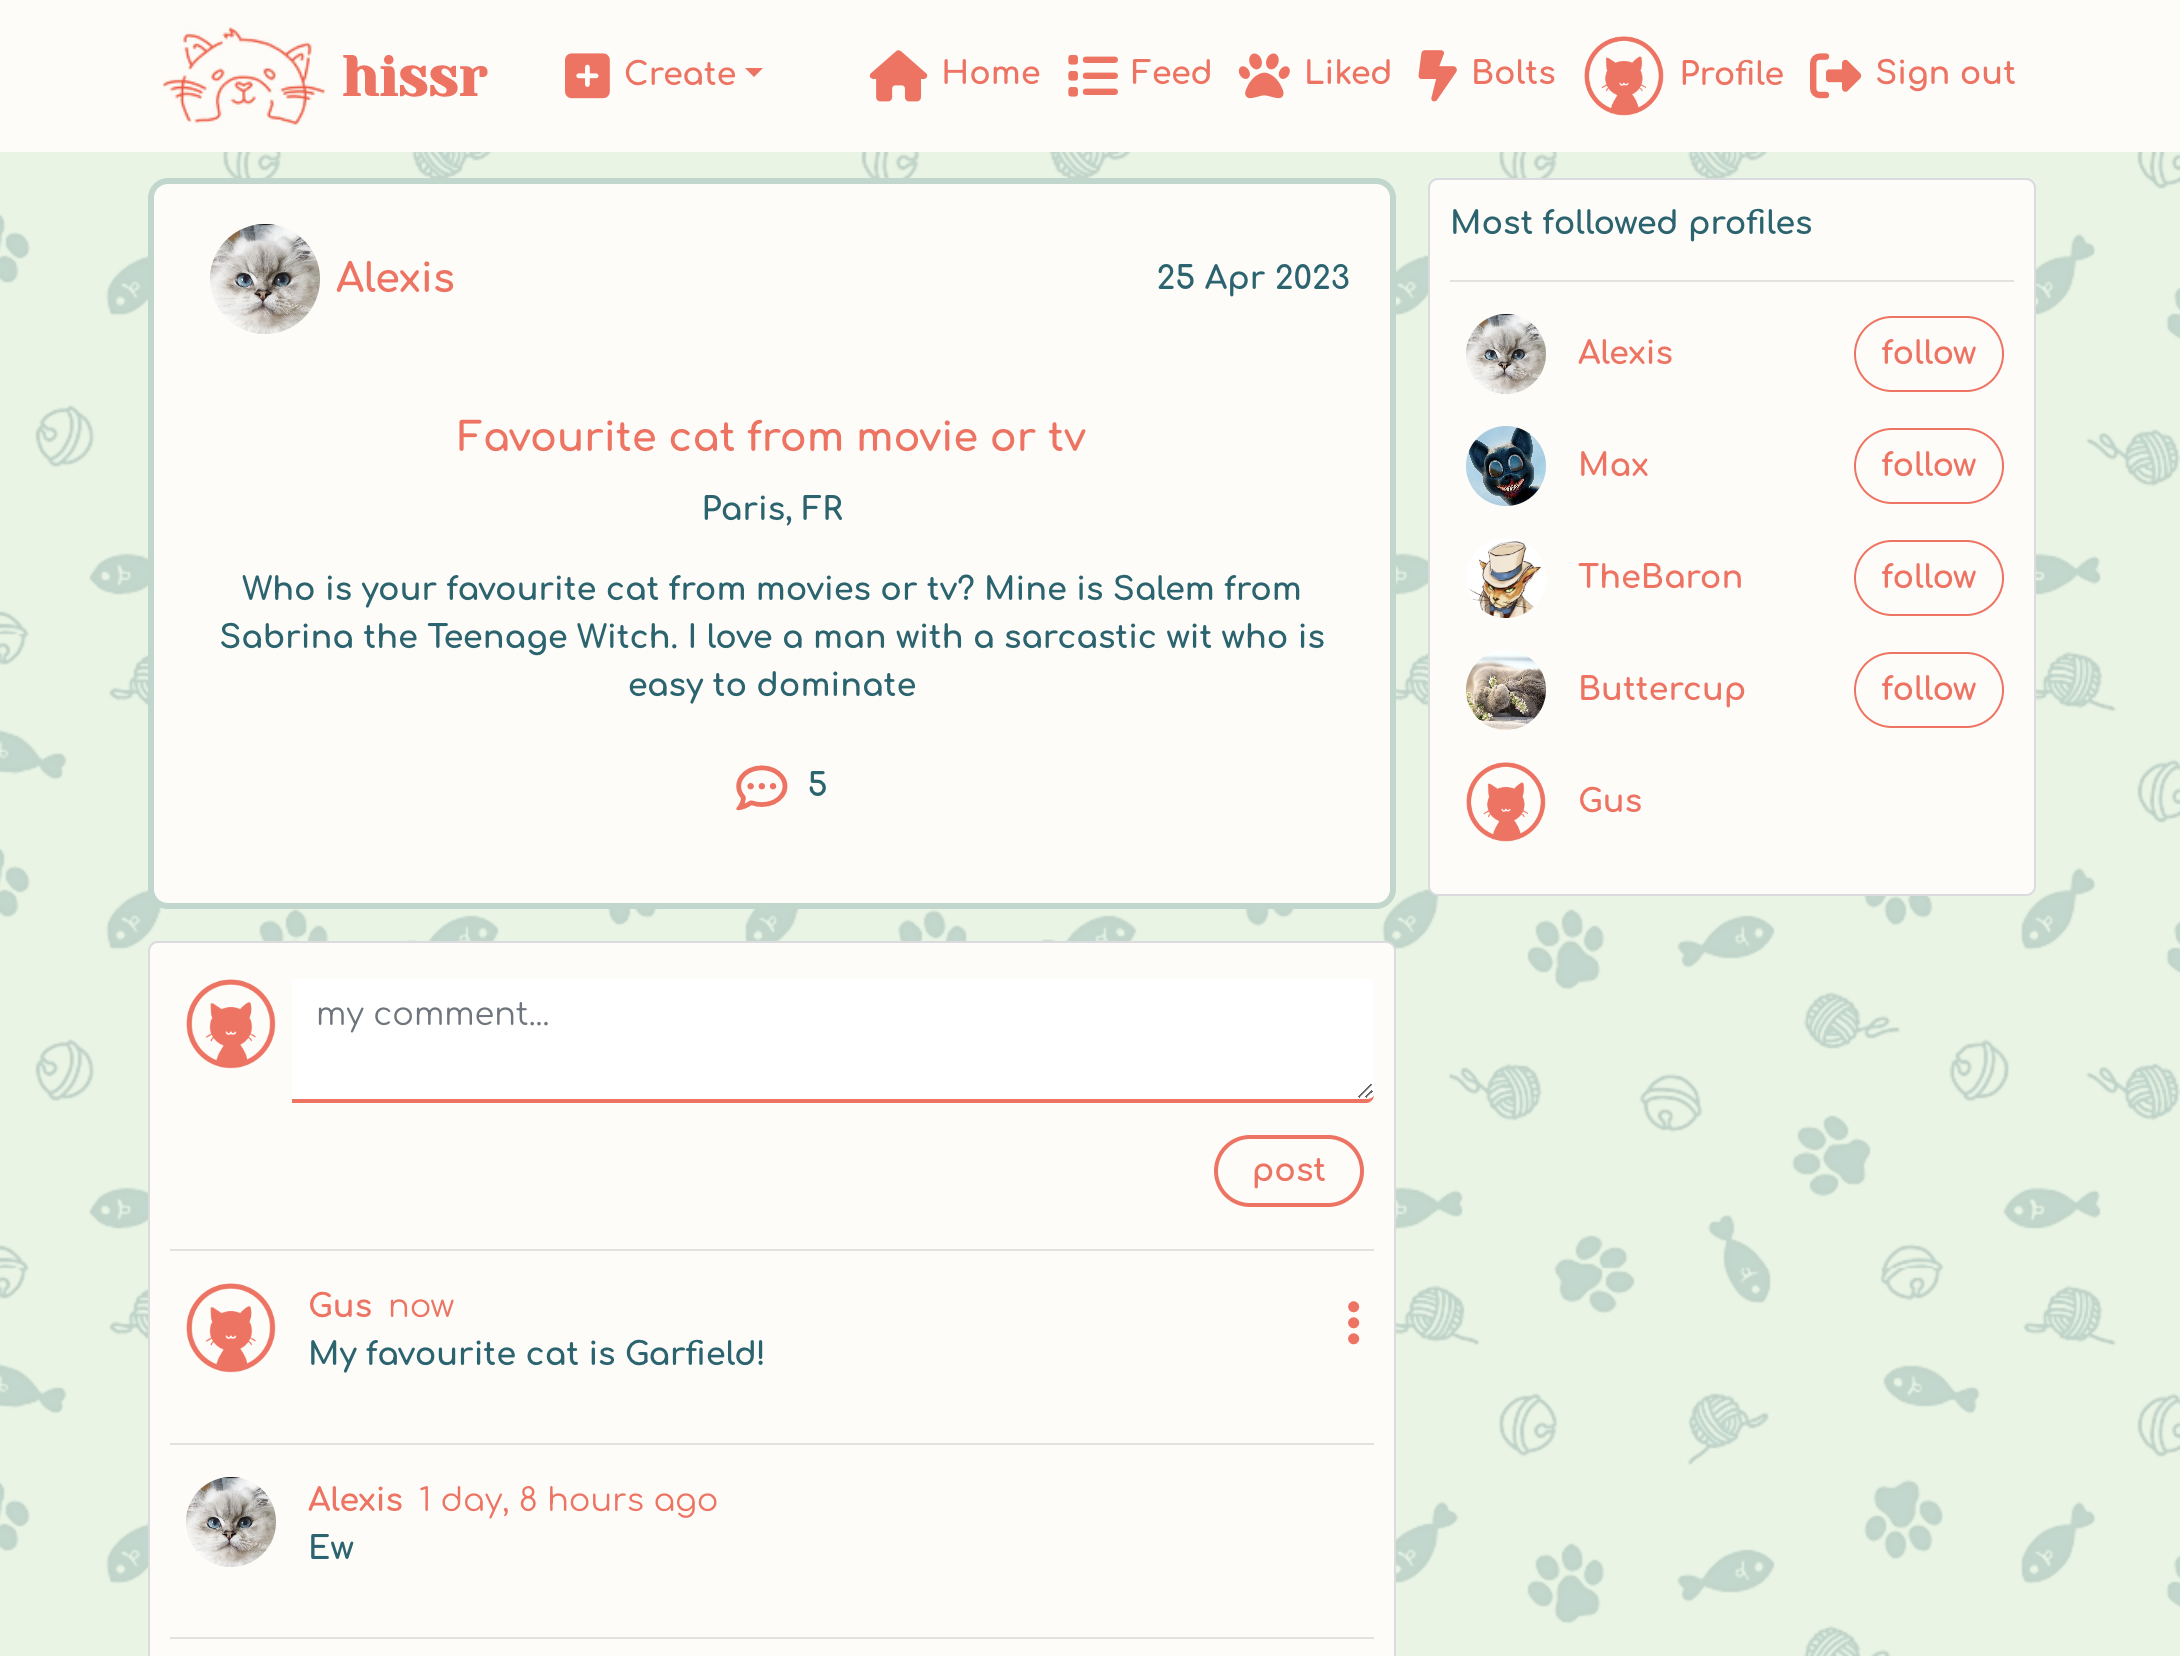 hissr
Create
Home
Feed
Liked
Bolts
Profile
Sign out
Alexis
25 Apr 2023
Favourite cat from movie or tv
Paris, FR
Who is your favourite cat from movies or tv? Mine is Salem from
Sabrina the Teenage Witch. I love a man with a sarcastic wit who is
easy to dominate
5
Most followed profiles
Alexis
follow
Max
follow
TheBaron
follow
Buttercup
follow
Gus
my comment...
post
Gus now
My favourite cat is Garfield!
Alexis 1 day, 8 hours ago
Ew